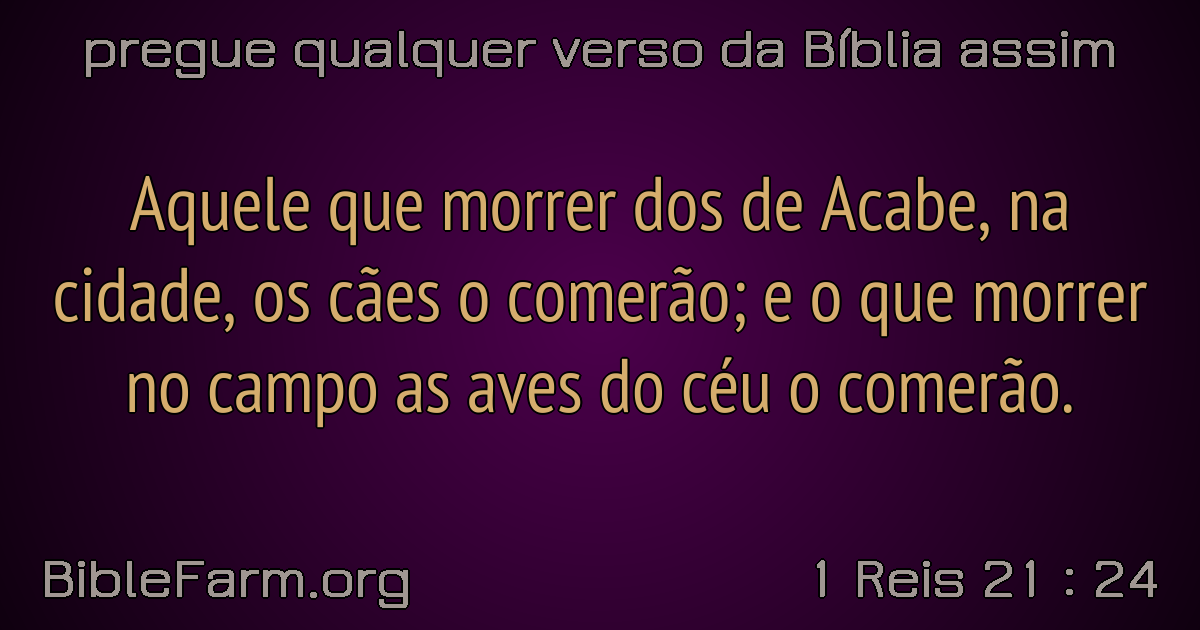 pregue qualquer verso da Bíblia assim
Aquele que morrer dos de Acabe, na
cidade, os cães o comerão; e o que morrer
no campo as aves do céu o comerão.
BibleFarm.org
1 Reis 21 : 24